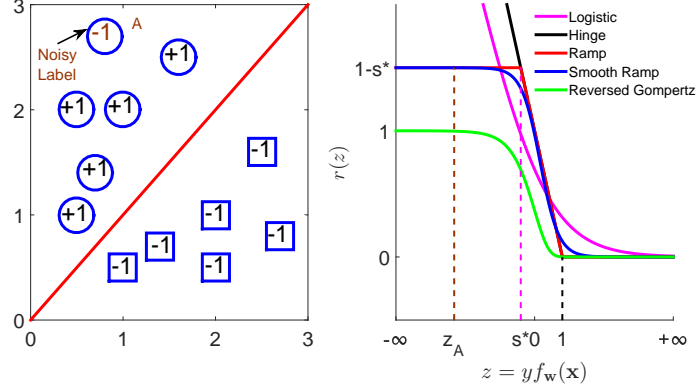 3
2
1
0
0 1 2 3
-1 A
Noisy
Label
+1
+1 +1
+1
+1
-1
-1
-1
-1
-1 -1
Logistic
Hinge
Ramp
Smooth Ramp
Reversed Gompertz
1-s*
1
0
r(z)
-∞ z_A s*0 1 +∞
z = yf_w(x)